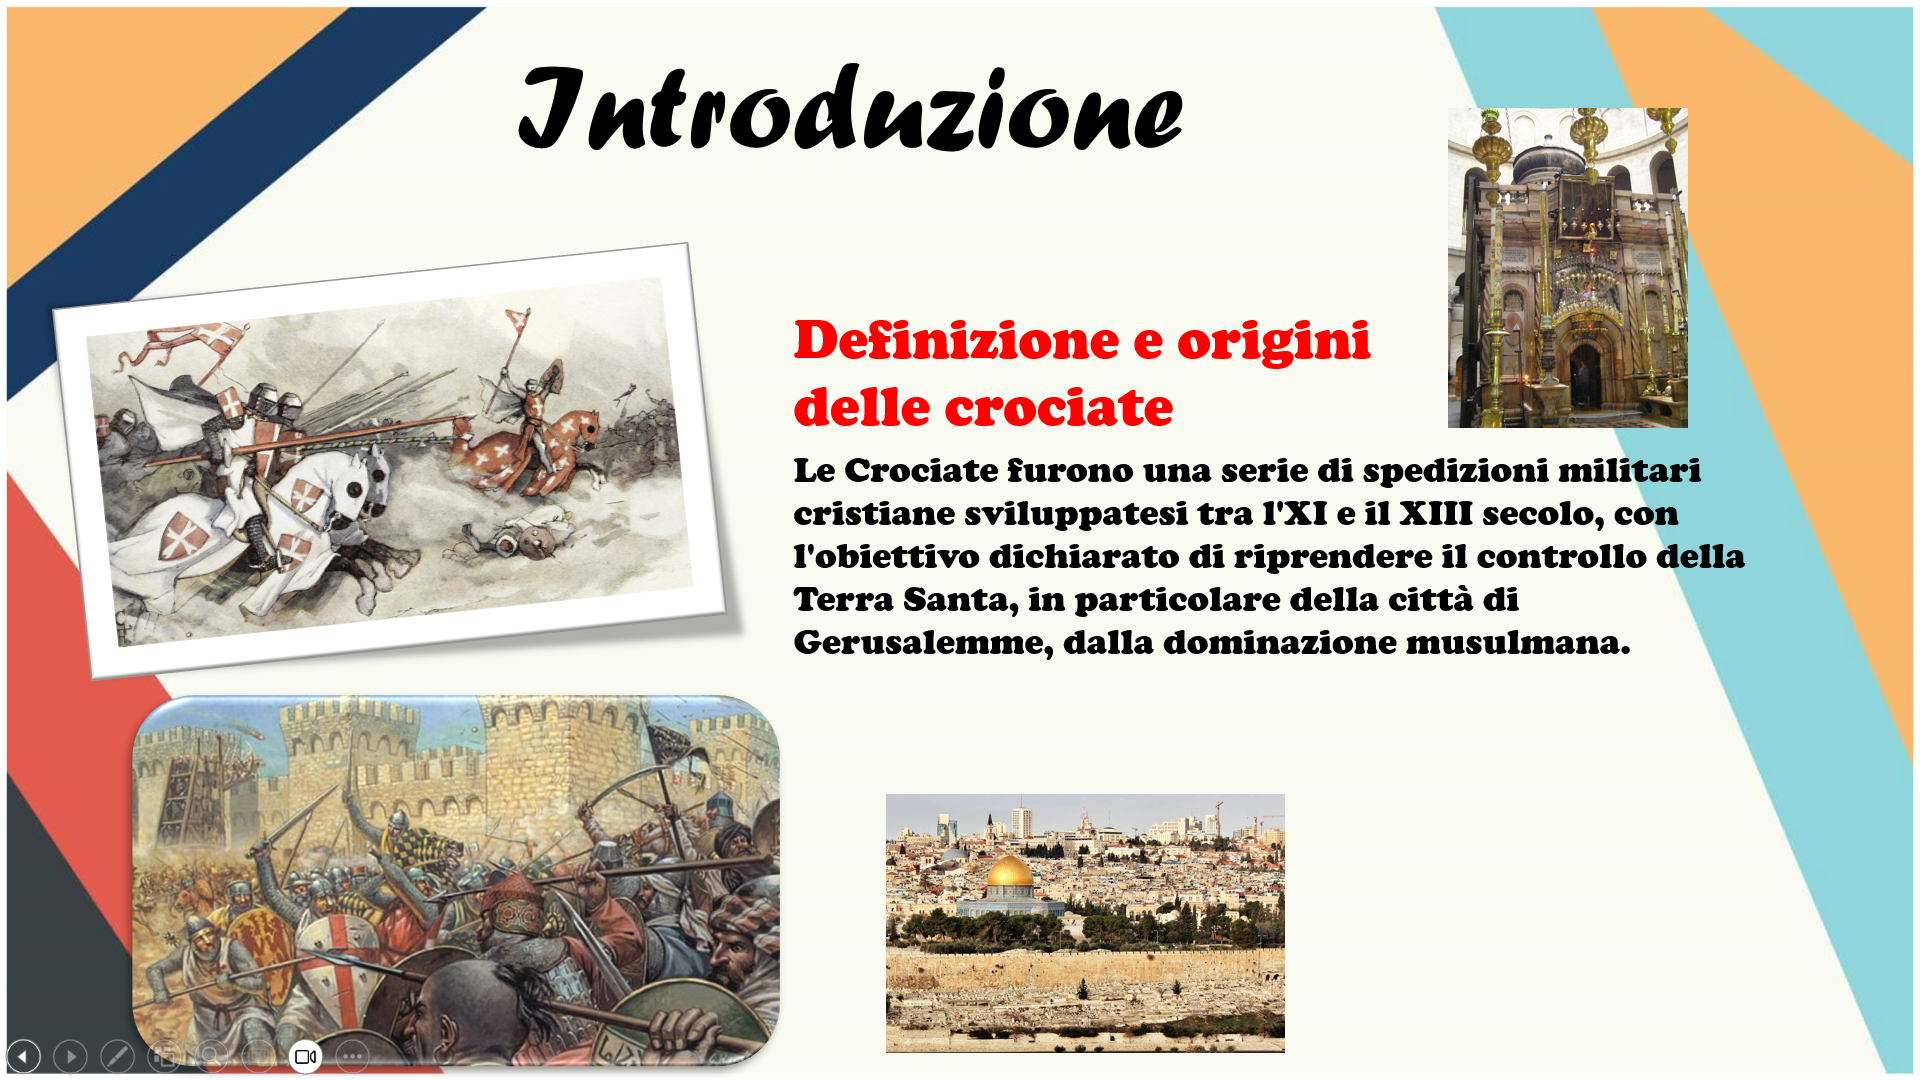 Introduzione
Definizione e origini
delle crociate
Le Crociate furono una serie di spedizioni militari
cristiane sviluppatesi tra l'XI e il XIII secolo, con
l'obiettivo dichiarato di riprendere il controllo della
Terra Santa, in particolare della città di
Gerusalemme, dalla dominazione musulmana.